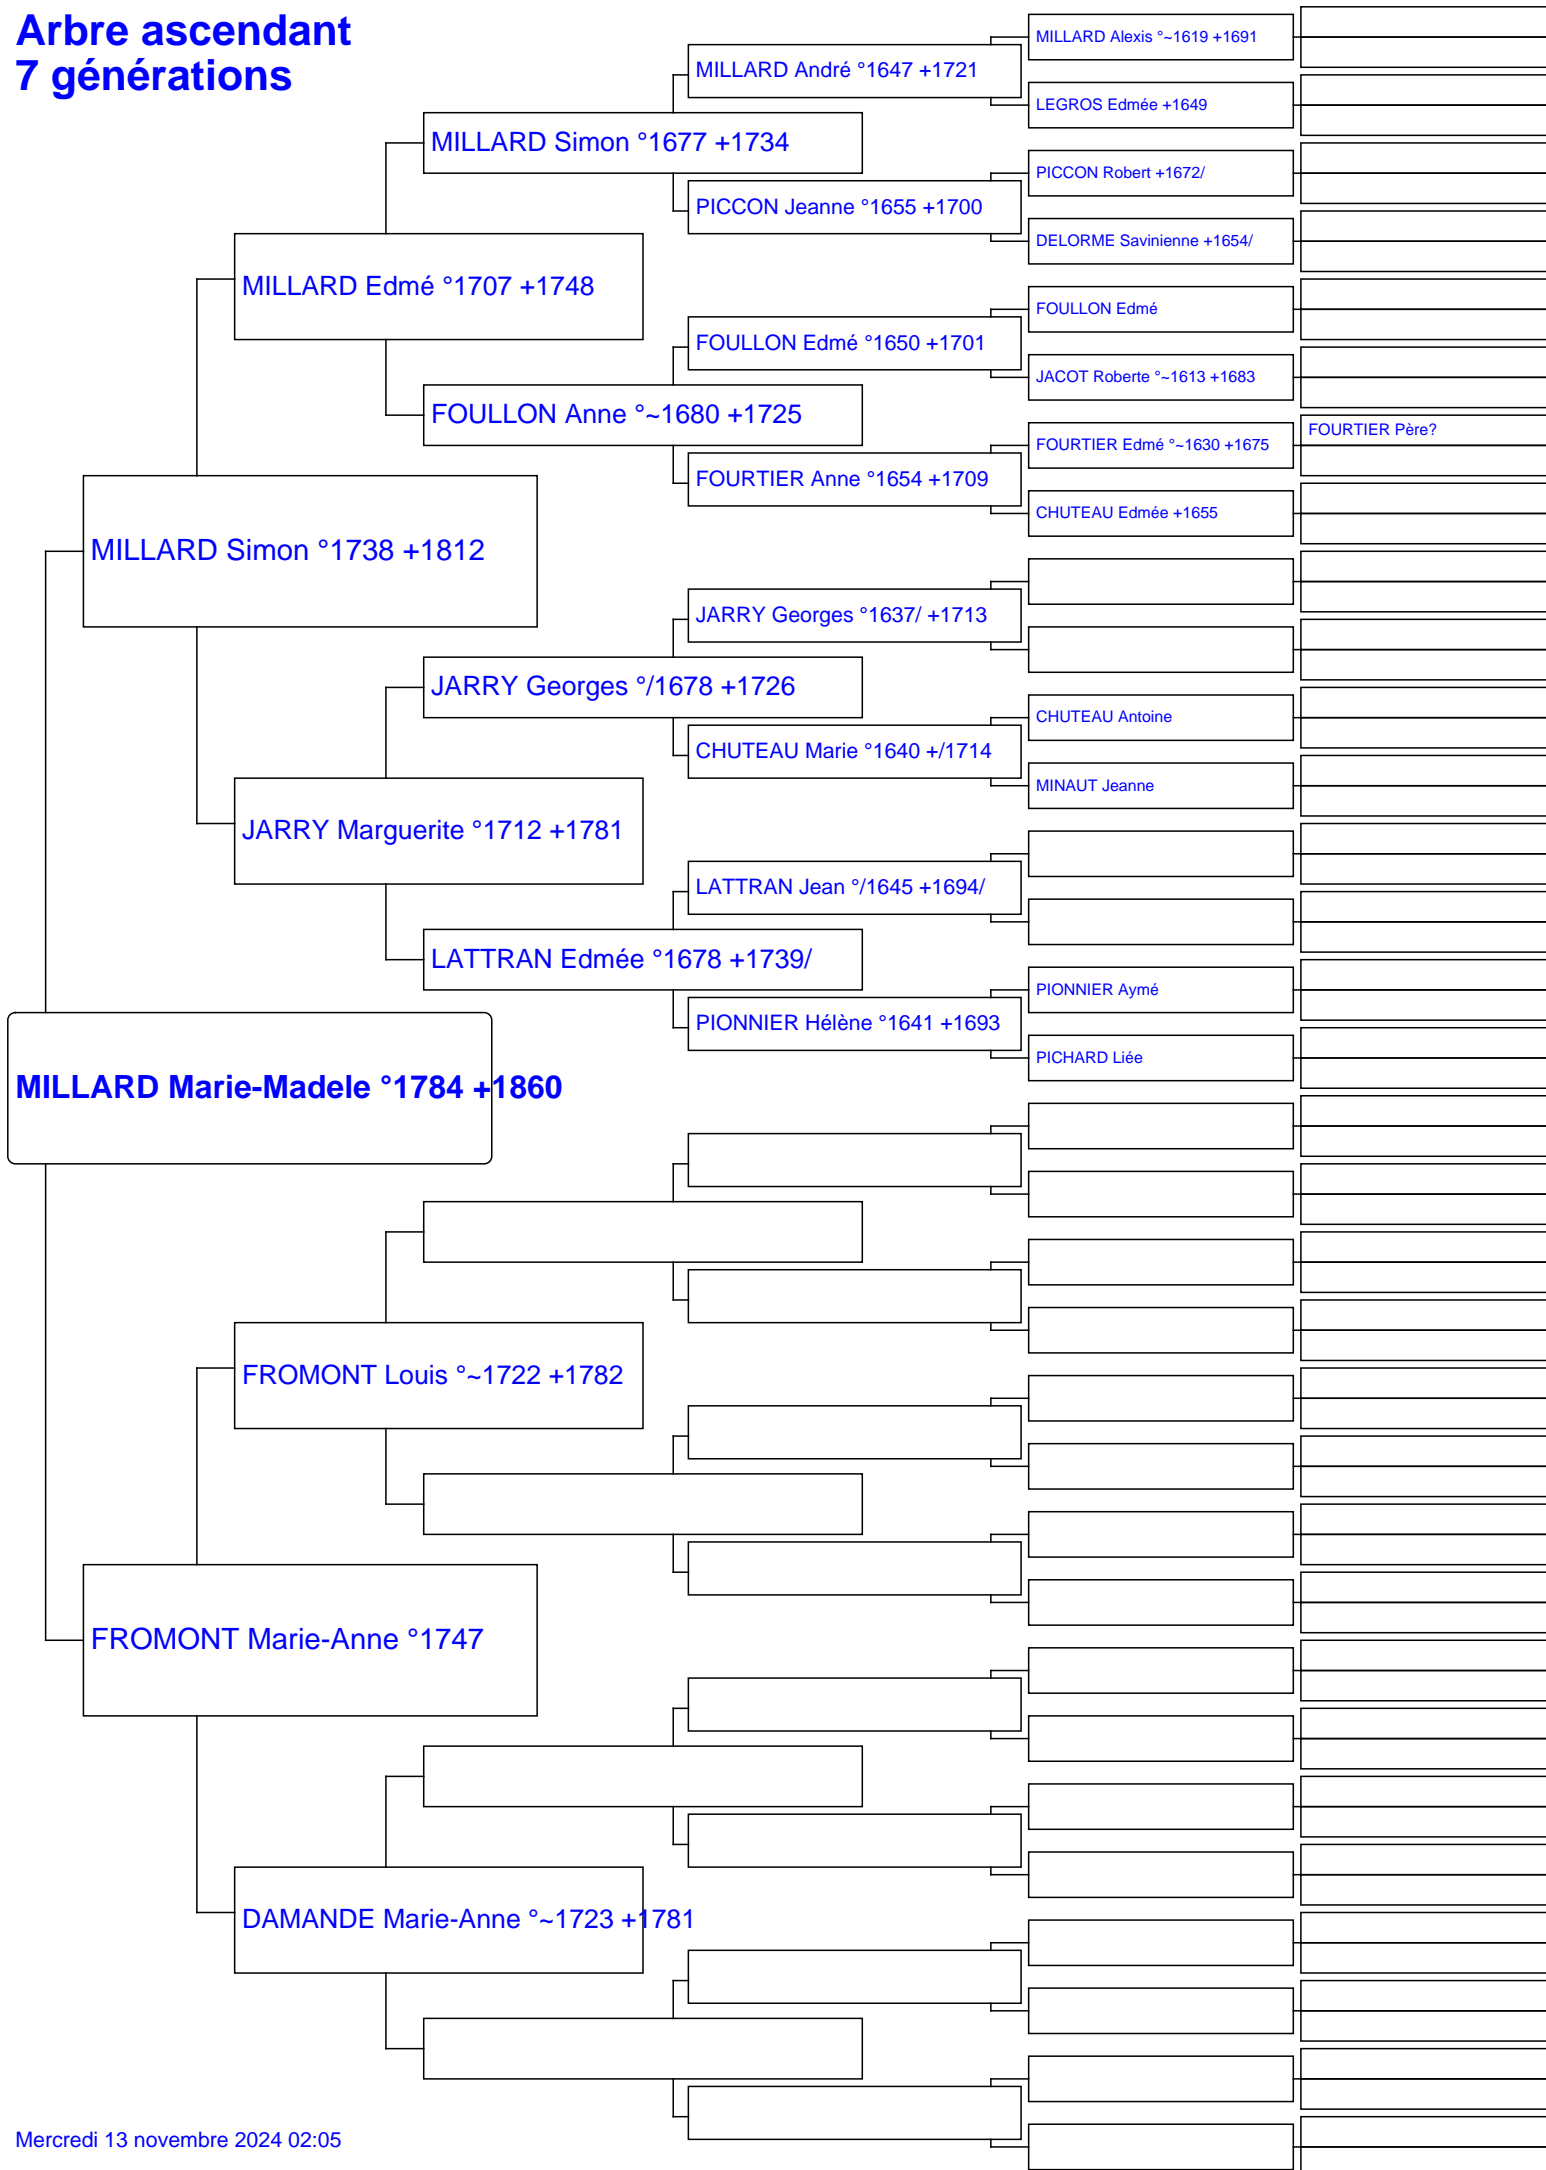 Arbre ascendant
7 générations
MILLARD Alexis °~1619 +1691
MILLARD André °1647 +1721
LEGROS Edmée +1649
MILLARD Simon °1677 +1734
PICCON Robert +1672/
PICCON Jeanne °1655 +1700
DELORME Savinienne +1654/
MILLARD Edmé °1707 +1748
FOULLON Edmé
FOULLON Edmé °1650 +1701
JACOT Roberte °~1613 +1683
FOULLON Anne °~1680 +1725
FOURTIER Père?
FOURTIER Edmé °~1630 +1675
FOURTIER Anne °1654 +1709
CHUTEAU Edmée +1655
MILLARD Simon °1738 +1812
JARRY Georges °1637/ +1713
JARRY Georges °/1678 +1726
CHUTEAU Antoine
CHUTEAU Marie °1640 +/1714
MINAUT Jeanne
JARRY Marguerite °1712 +1781
LATTRAN Jean °/1645 +1694/
LATTRAN Edmée °1678 +1739/
PIONNIER Aymé
PIONNIER Hélène °1641 +1693
PICHARD Liée
MILLARD Marie-Madele °1784 +1860
FROMONT Louis °~1722 +1782
FROMONT Marie-Anne °1747
DAMANDE Marie-Anne °~1723 +1781
Mercredi 13 novembre 2024 02:05